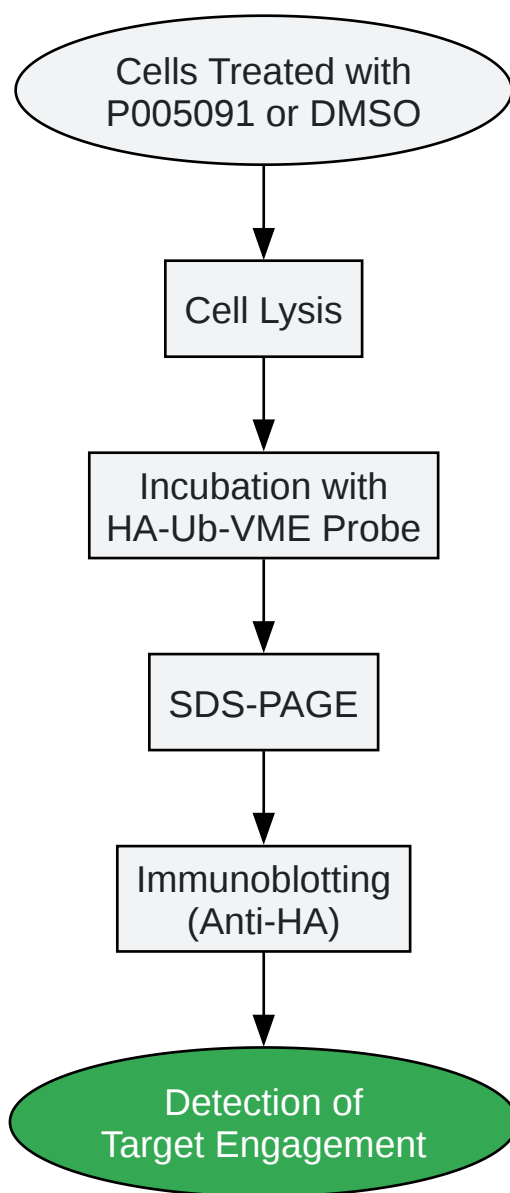 Cells Treated with
P005091 or DMSO
Cell Lysis
Incubation with
HA-Ub-VME Probe
SDS-PAGE
Immunoblotting
(Anti-HA)
Detection of
Target Engagement